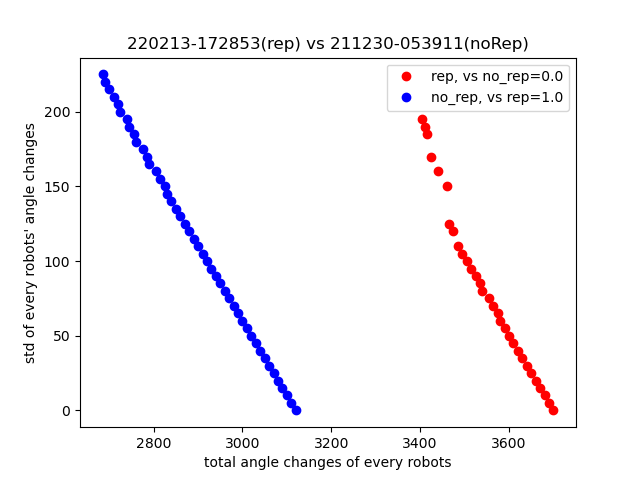 220213-172853(rep) vs 211230-053911(noRep)
rep, vs no_rep=0.0
no_rep, vs rep=1.0
std of every robots' angle changes
200
150
100
50
0
2800 3000 3200 3400 3600
total angle changes of every robots